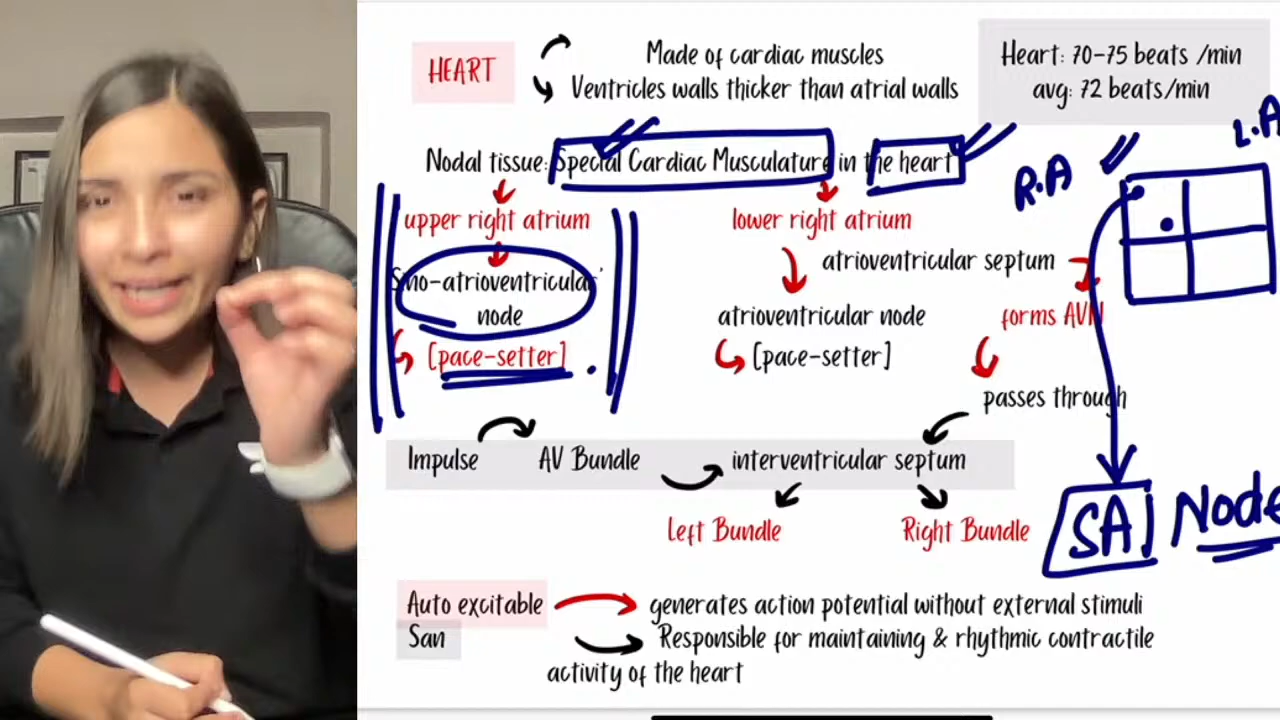 HEART
Made of cardiac muscles
Ventricles walls thicker than atrial walls
Heart: 70-75 beats /min
avg: 72 beats/min
L.A
Nodal tissue: Special Cardiac Musculature in the heart
R.A
upper right atrium
lower right atrium
Sino-atrioventricular
node
[pace-setter]
atrioventricular septum
atrioventricular node
[pace-setter]
forms AVN
passes through
Impulse
AV Bundle
interventricular septum
Left Bundle
Right Bundle
SA Node
Auto excitable
generates action potential without external stimuli
San
Responsible for maintaining & rhythmic contractile
activity of the heart